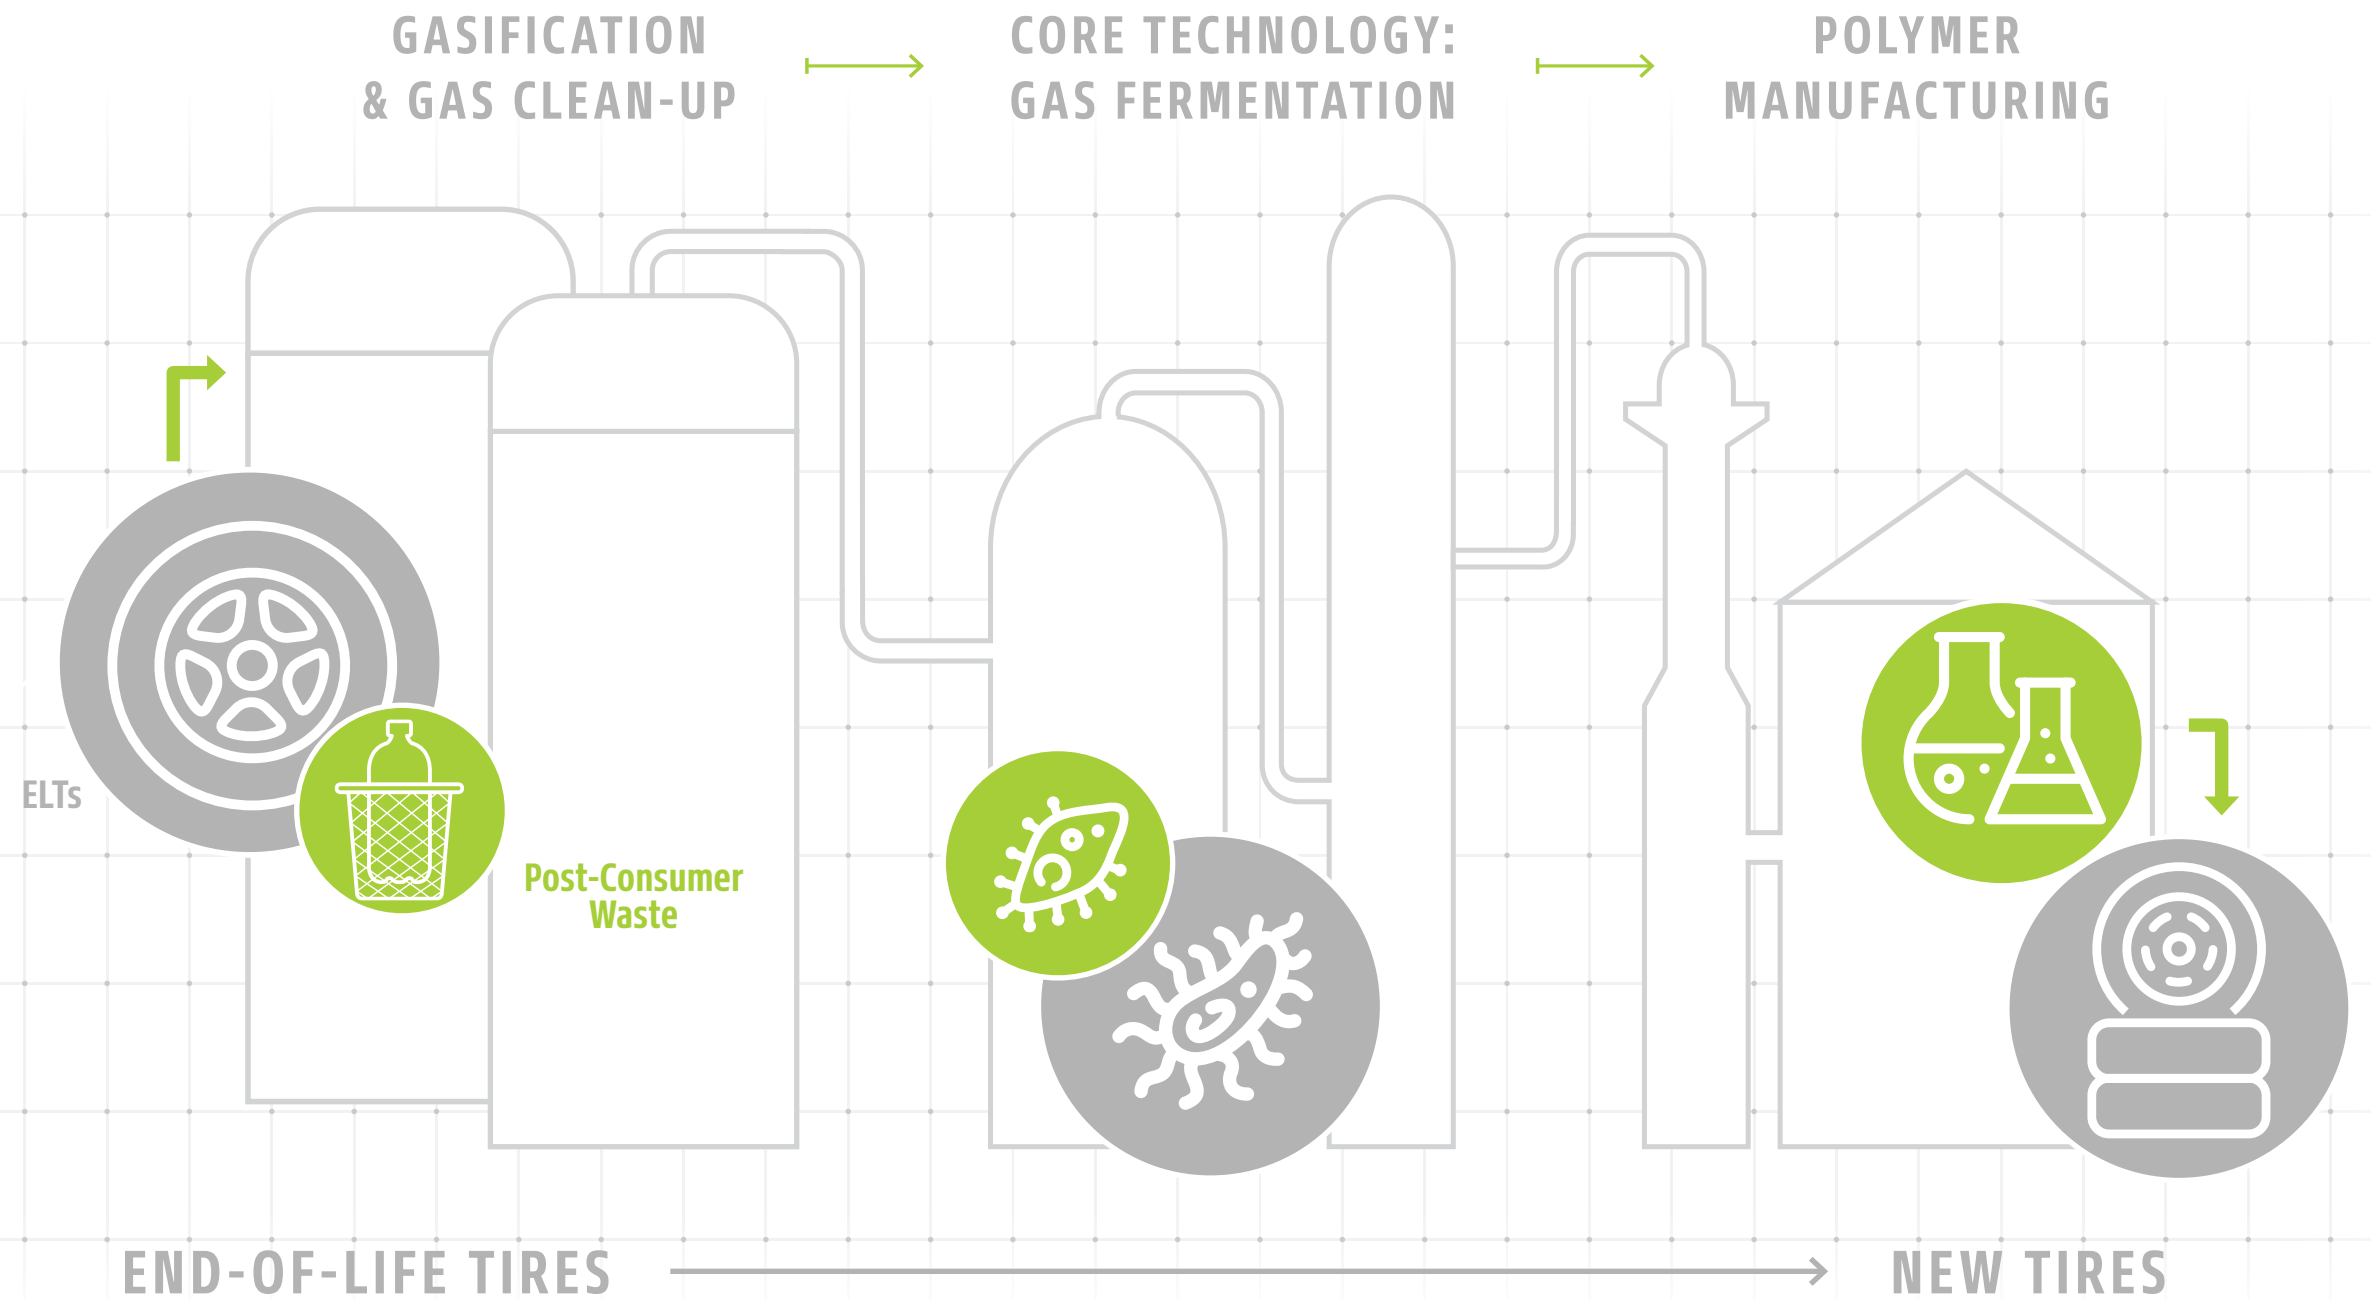 GASIFICATION
& GAS CLEAN-UP
CORE TECHNOLOGY:
GAS FERMENTATION
POLYMER
MANUFACTURING
ELTs
Post-Consumer
Waste
END-OF-LIFE TIRES
NEW TIRES